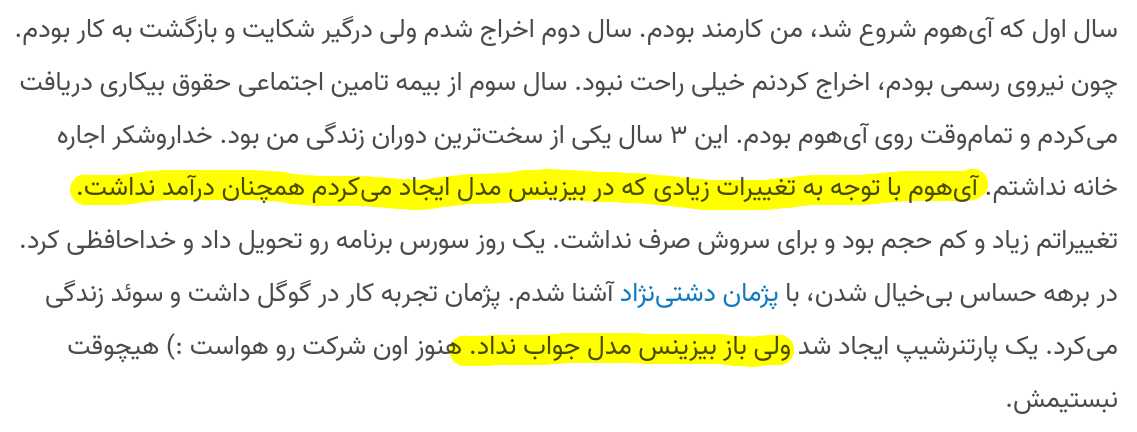 سال اول که آی‌هوم شروع شد، من کارمند بودم. سال دوم اخراج شدم ولی درگیر شکایت و بازگشت به کار بودم.
چون نیروی رسمی بودم، اخراج کردنم خیلی راحت نبود. سال سوم از بیمه تامین اجتماعی حقوق بیکاری دریافت
می‌کردم و تمام‌وقت روی آی‌هوم بودم. این ۳ سال یکی از سخت‌ترین دوران زندگی من بود. خداروشکر اجاره
خانه نداشتم. آی‌هوم با توجه به تغییرات زیادی که در بیزینس مدل ایجاد می‌کردم همچنان درآمد نداشت.
تغییراتم زیاد و کم حجم بود و برای سروش صرف نداشت. یک روز سورس برنامه رو تحویل داد و خداحافظی کرد.
در برهه حساس بی‌خیال شدن، با پژمان دشتی‌نژاد آشنا شدم. پژمان تجربه کار در گوگل داشت و سوئد زندگی
می‌کرد. یک پارتنرشیپ ایجاد شد ولی باز بیزینس مدل جواب نداد. هنوز اون شرکت رو هواست :) هیچوقت
نبستیمش.